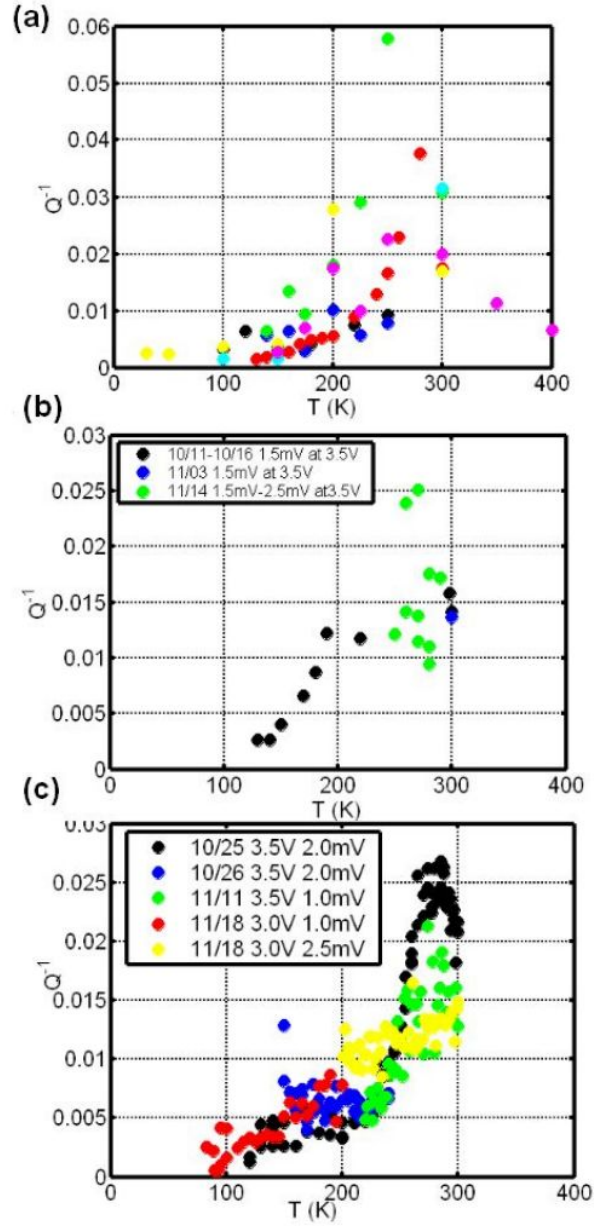 (a)
0.06
0.05
0.04
0.03
0.02
0.01
0
Q-1
0 100 200 300 400
T (K)
(b)
0.03
0.025
0.02
0.015
0.01
0.005
0
Q-1
10/11-10/16 1.5mV at 3.5V
11/03 1.5mV at 3.5V
11/14 1.5mV-2.5mV at3.5V
0 100 200 300 400
T (K)
(c)
0.03
0.025
0.02
0.015
0.01
0.005
0
Q-1
10/25 3.5V 2.0mV
10/26 3.5V 2.0mV
11/11 3.5V 1.0mV
11/18 3.0V 1.0mV
11/18 3.0V 2.5mV
0 100 200 300 400
T (K)